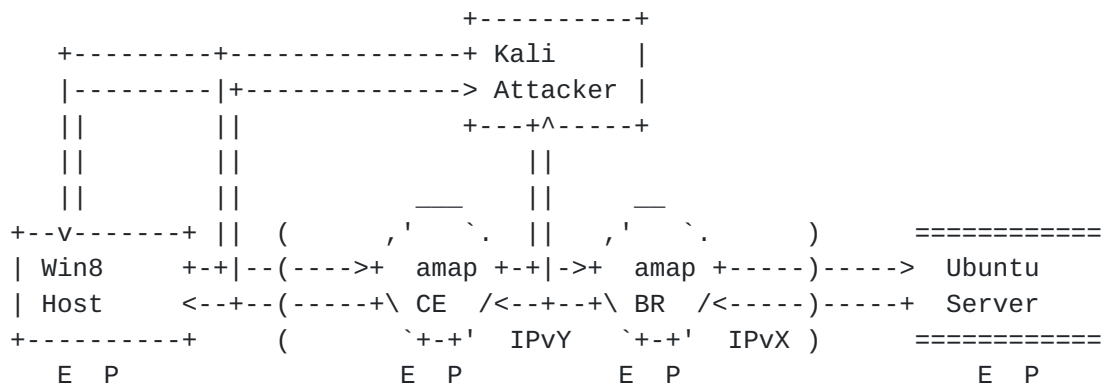 Kali
Attacker
Win8 amap amap Ubuntu
Host CE BR Server
IPvY IPvX
E P E P E P E P